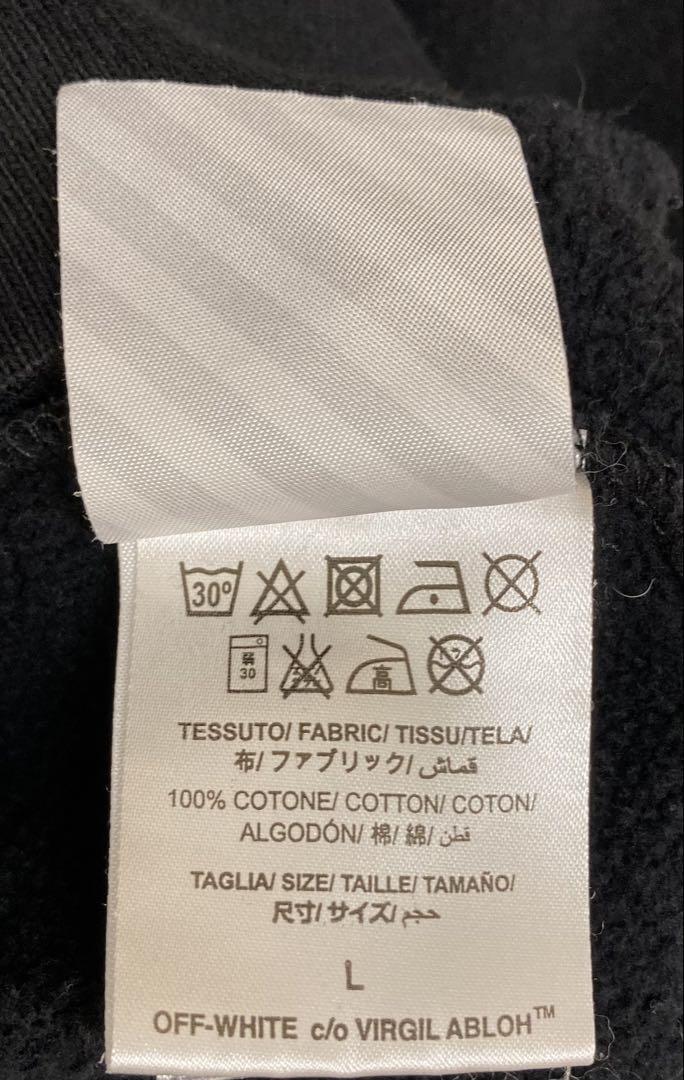 30º
弱
30
高
TESSUTO/ FABRIC/ TISSU/TELA/
布/ ファブリック/ قماش/
100% COTONE/ COTTON/ COTON/
ALGODÓN/ 棉/ 綿/ قطن
TAGLIA/ SIZE/ TAILLE/ TAMAÑO/
尺寸/ サイズ/ حجم
L
OFF-WHITE c/o VIRGIL ABLOH™